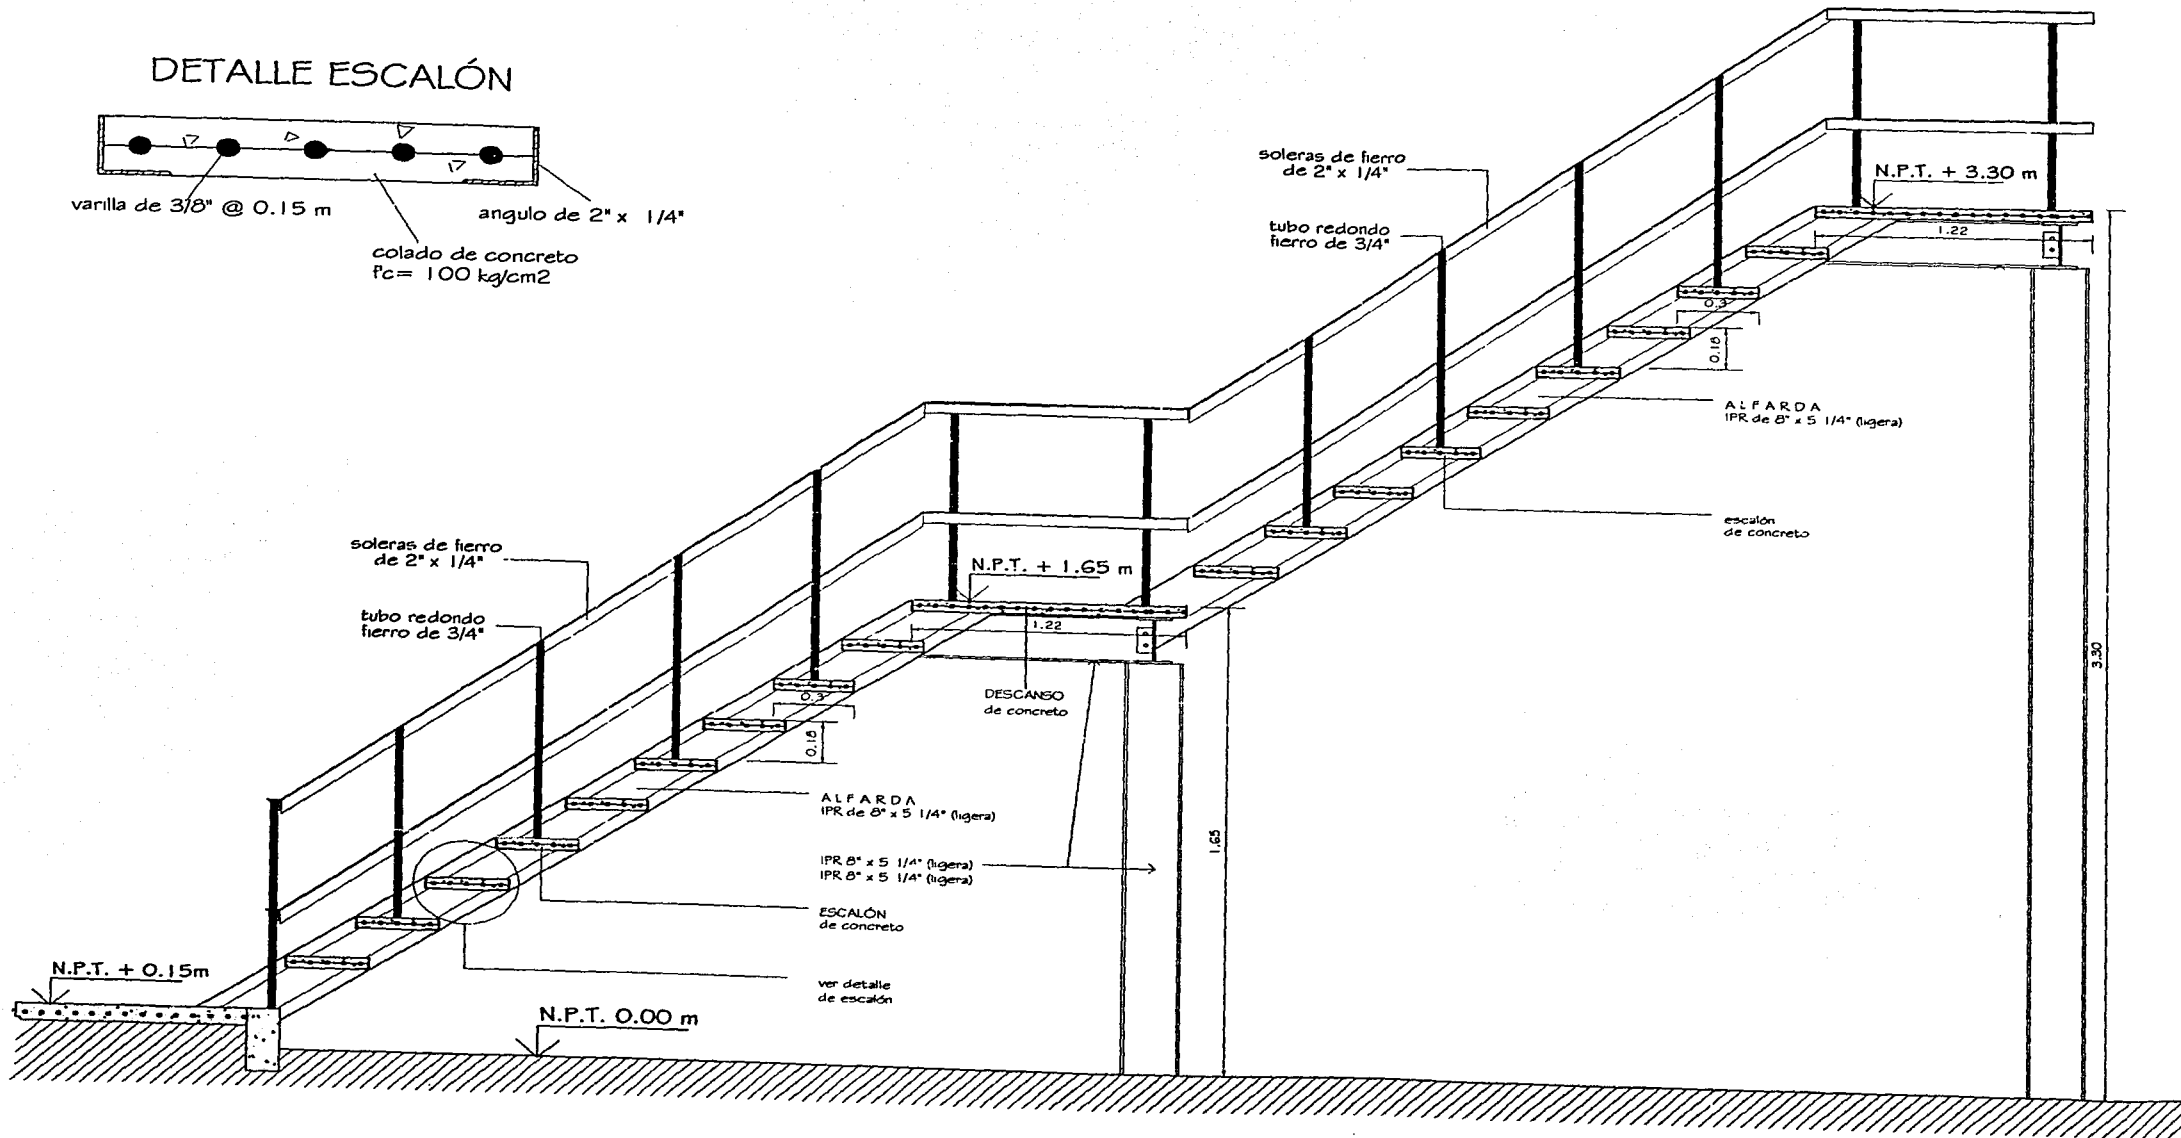 DETALLE ESCALÓN
varilla de 3/8" @ 0.15 m
angulo de 2" x 1/4"
colado de concreto
f'c= 100 kg/cm2
soleras de fierro
de 2" x 1/4"
tubo redondo
fierro de 3/4"
N.P.T. + 3.30 m
1.22
0.3
0.18
ALFARDA
IPR de 8" x 5 1/4" (ligera)
escalón
de concreto
3.30
soleras de fierro
de 2" x 1/4"
tubo redondo
fierro de 3/4"
N.P.T. + 1.65 m
1.22
DESCANSO
de concreto
0.3
0.18
ALFARDA
IPR de 8" x 5 1/4" (ligera)
IPR 8" x 5 1/4" (ligera)
IPR 8" x 5 1/4" (ligera)
1.65
ESCALÓN
de concreto
ver detalle
de escalón
N.P.T. + 0.15m
N.P.T. 0.00 m